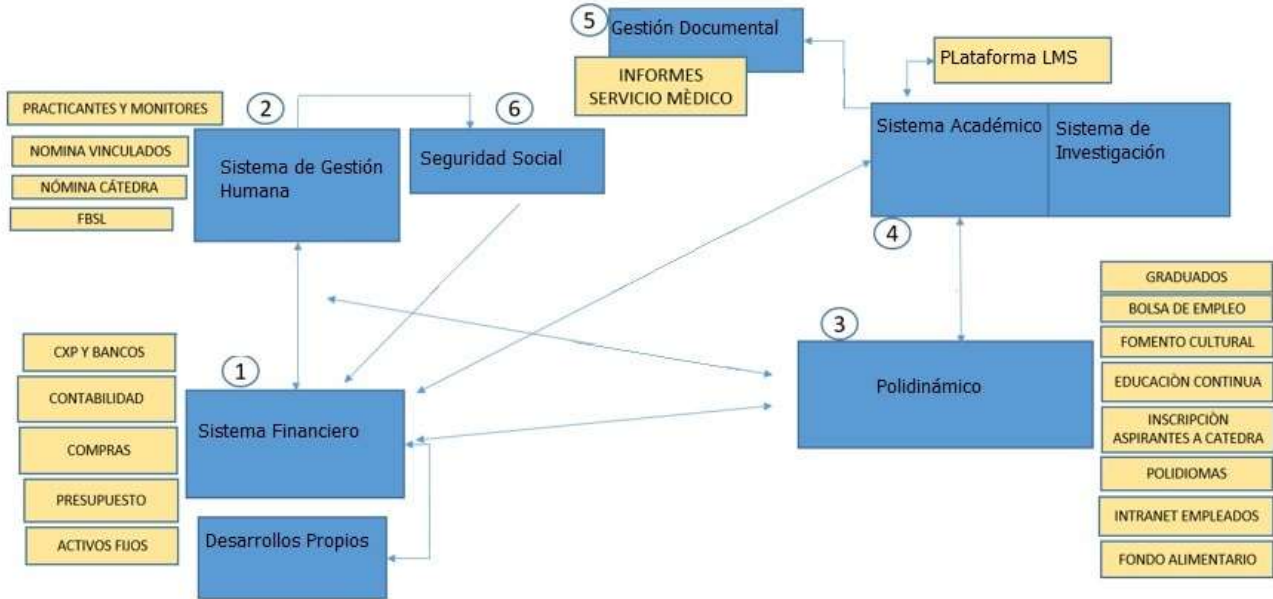 5
Gestión Documental
INFORMES
SERVICIO MÈDICO
PLataforma LMS
PRACTICANTES Y MONITORES
NOMINA VINCULADOS
NÓMINA CÁTEDRA
FBSL
2
Sistema de Gestión
Humana
6
Seguridad Social
Sistema Académico
Sistema de
Investigación
4
CXP Y BANCOS
CONTABILIDAD
COMPRAS
PRESUPUESTO
ACTIVOS FIJOS
1
Sistema Financiero
Desarrollos Propios
3
Polidinámico
GRADUADOS
BOLSA DE EMPLEO
FOMENTO CULTURAL
EDUCACIÒN CONTINUA
INSCRIPCIÒN
ASPIRANTES A CATEDRA
POLIDIOMAS
INTRANET EMPLEADOS
FONDO ALIMENTARIO